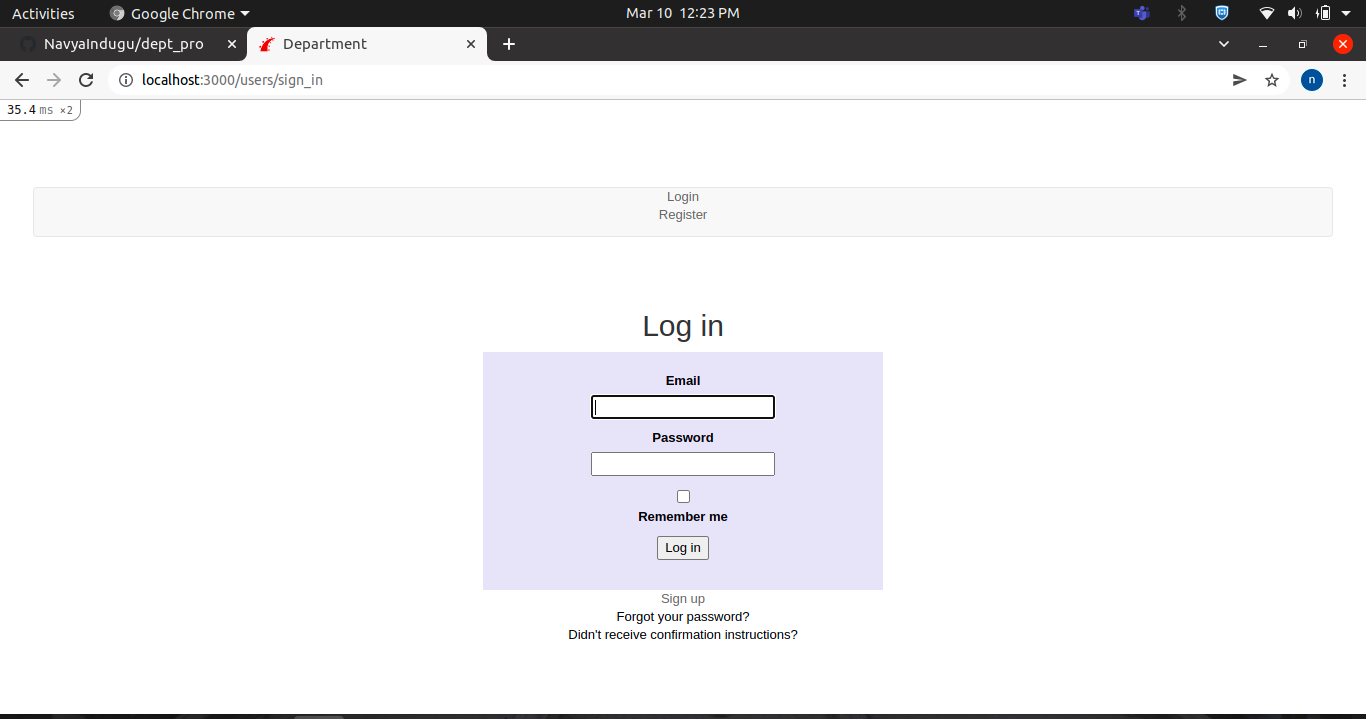 Activities Google Chrome Mar 10 12:23 PM
NavyaIndugu/dept_pro Department
localhost:3000/users/sign_in n
35.4 ms ×2
Login
Register
Log in
Email
Password
Remember me
Log in
Sign up
Forgot your password?
Didn't receive confirmation instructions?